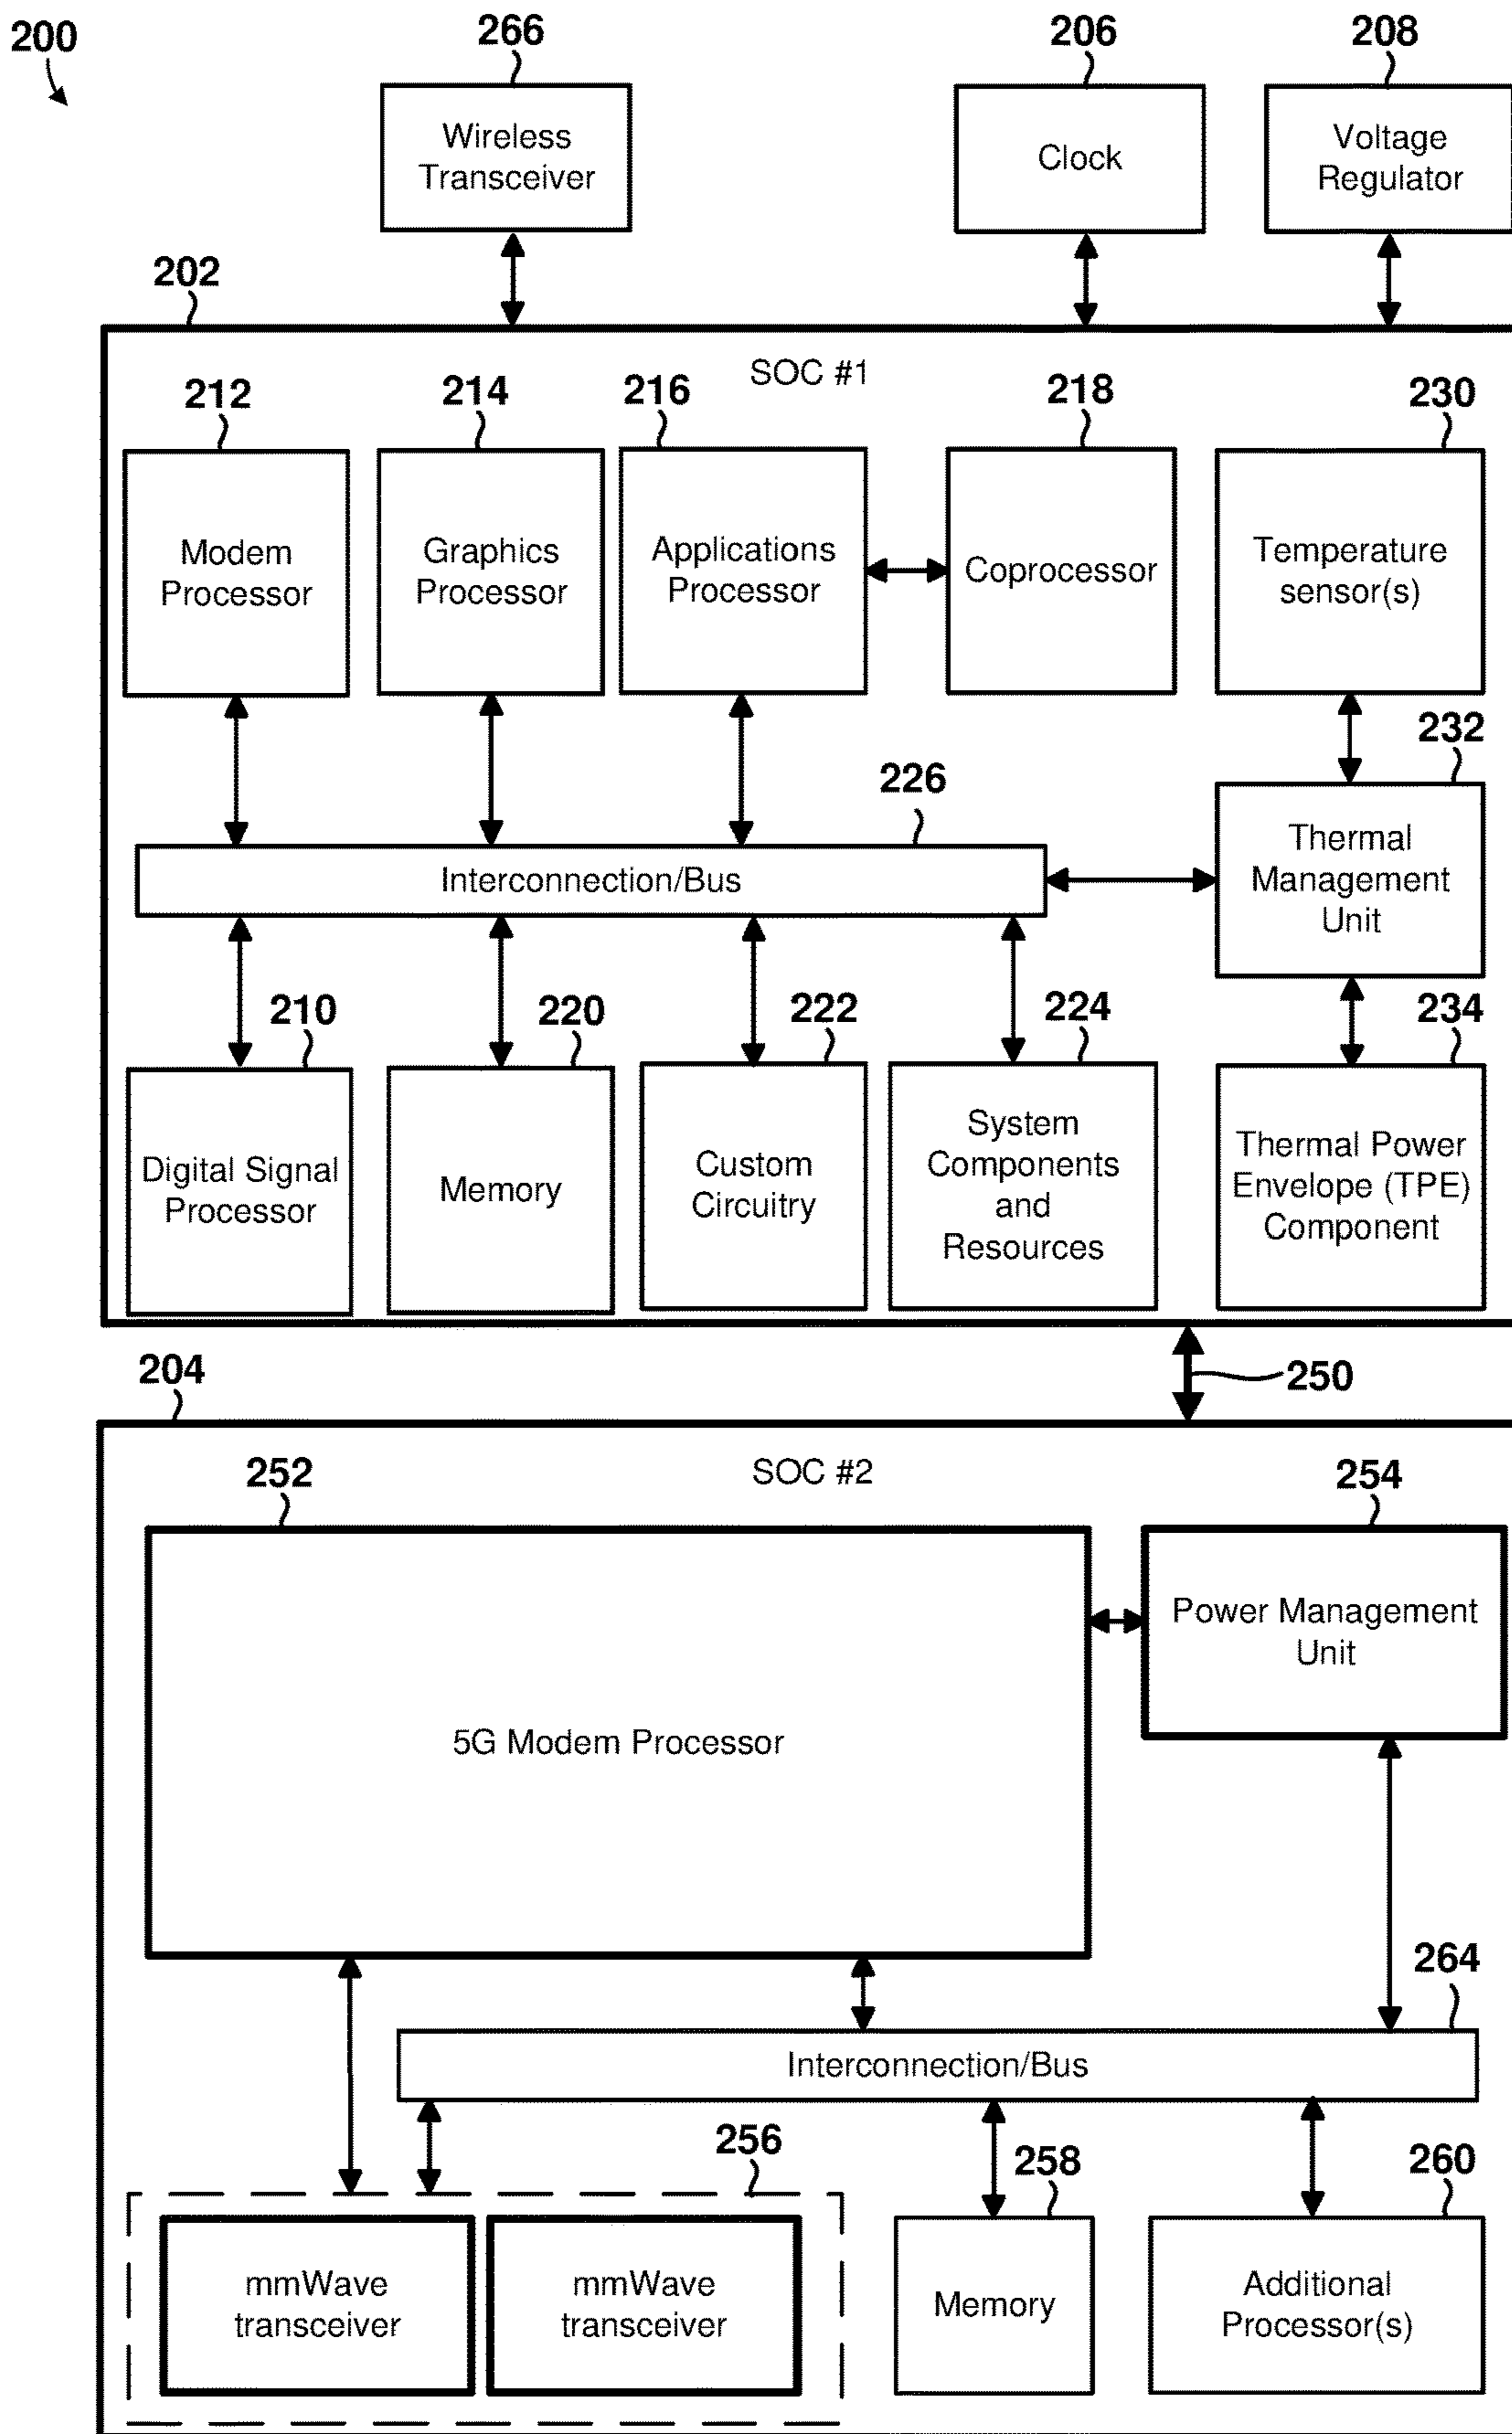 200
266
206
208
Wireless
Transceiver
Clock
Voltage
Regulator
202
SOC #1
212
214
216
218
230
Modem
Processor
Graphics
Processor
Applications
Processor
Coprocessor
Temperature
sensor(s)
232
226
Interconnection/Bus
Thermal
Management
Unit
210
220
222
224
234
Digital Signal
Processor
Memory
Custom
Circuitry
System
Components
and
Resources
Thermal Power
Envelope (TPE)
Component
250
204
SOC #2
252
254
5G Modem Processor
Power Management
Unit
264
Interconnection/Bus
256
258
260
mmWave
transceiver
mmWave
transceiver
Memory
Additional
Processor(s)